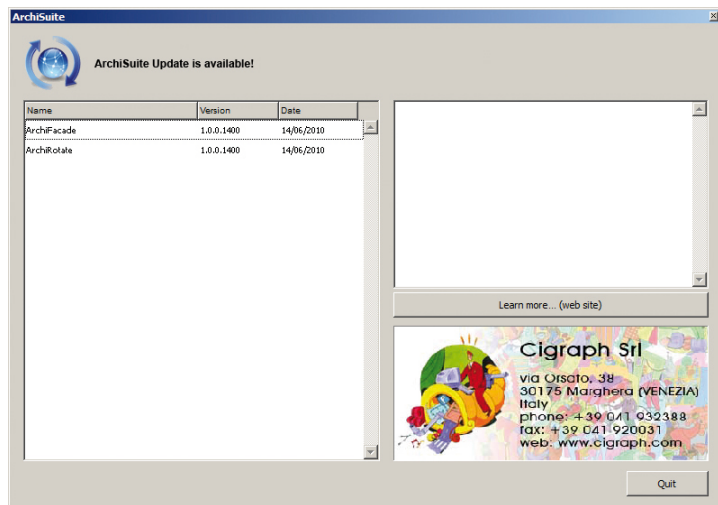 ArchiSuite
ArchiSuite Update is available!
Name Version Date
ArchiFacade 1.0.0.1400 14/06/2010
ArchiRotate 1.0.0.1400 14/06/2010
Learn more... (web site)
Cigraph Srl
via Orsato, 38
30175 Marghera (VENEZIA)
Italy
phone: +39 041 932388
fax: +39 041 920031
web: www.cigraph.com
Quit